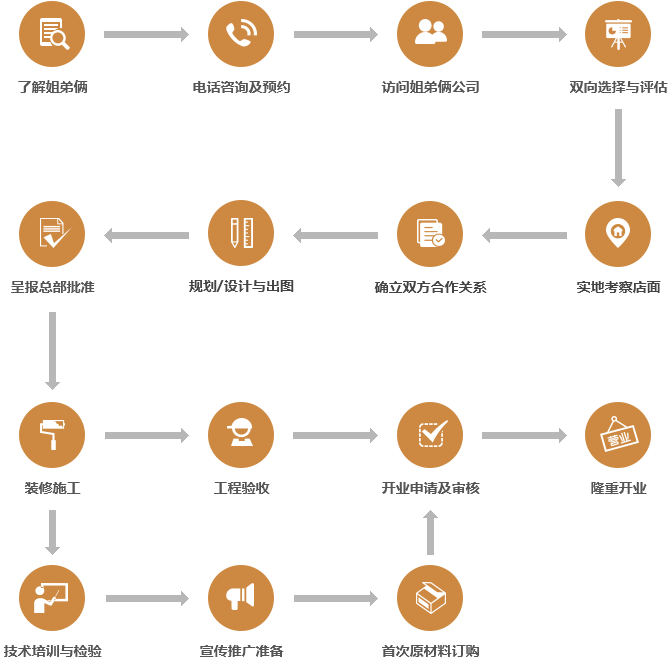 了解姐弟俩
电话咨询及预约
访问姐弟俩公司
双向选择与评估
呈报总部批准
规划/设计与出图
确立双方合作关系
实地考察店面
营业
装修施工
工程验收
开业申请及审核
隆重开业
技术培训与检验
宣传推广准备
首次原材料订购